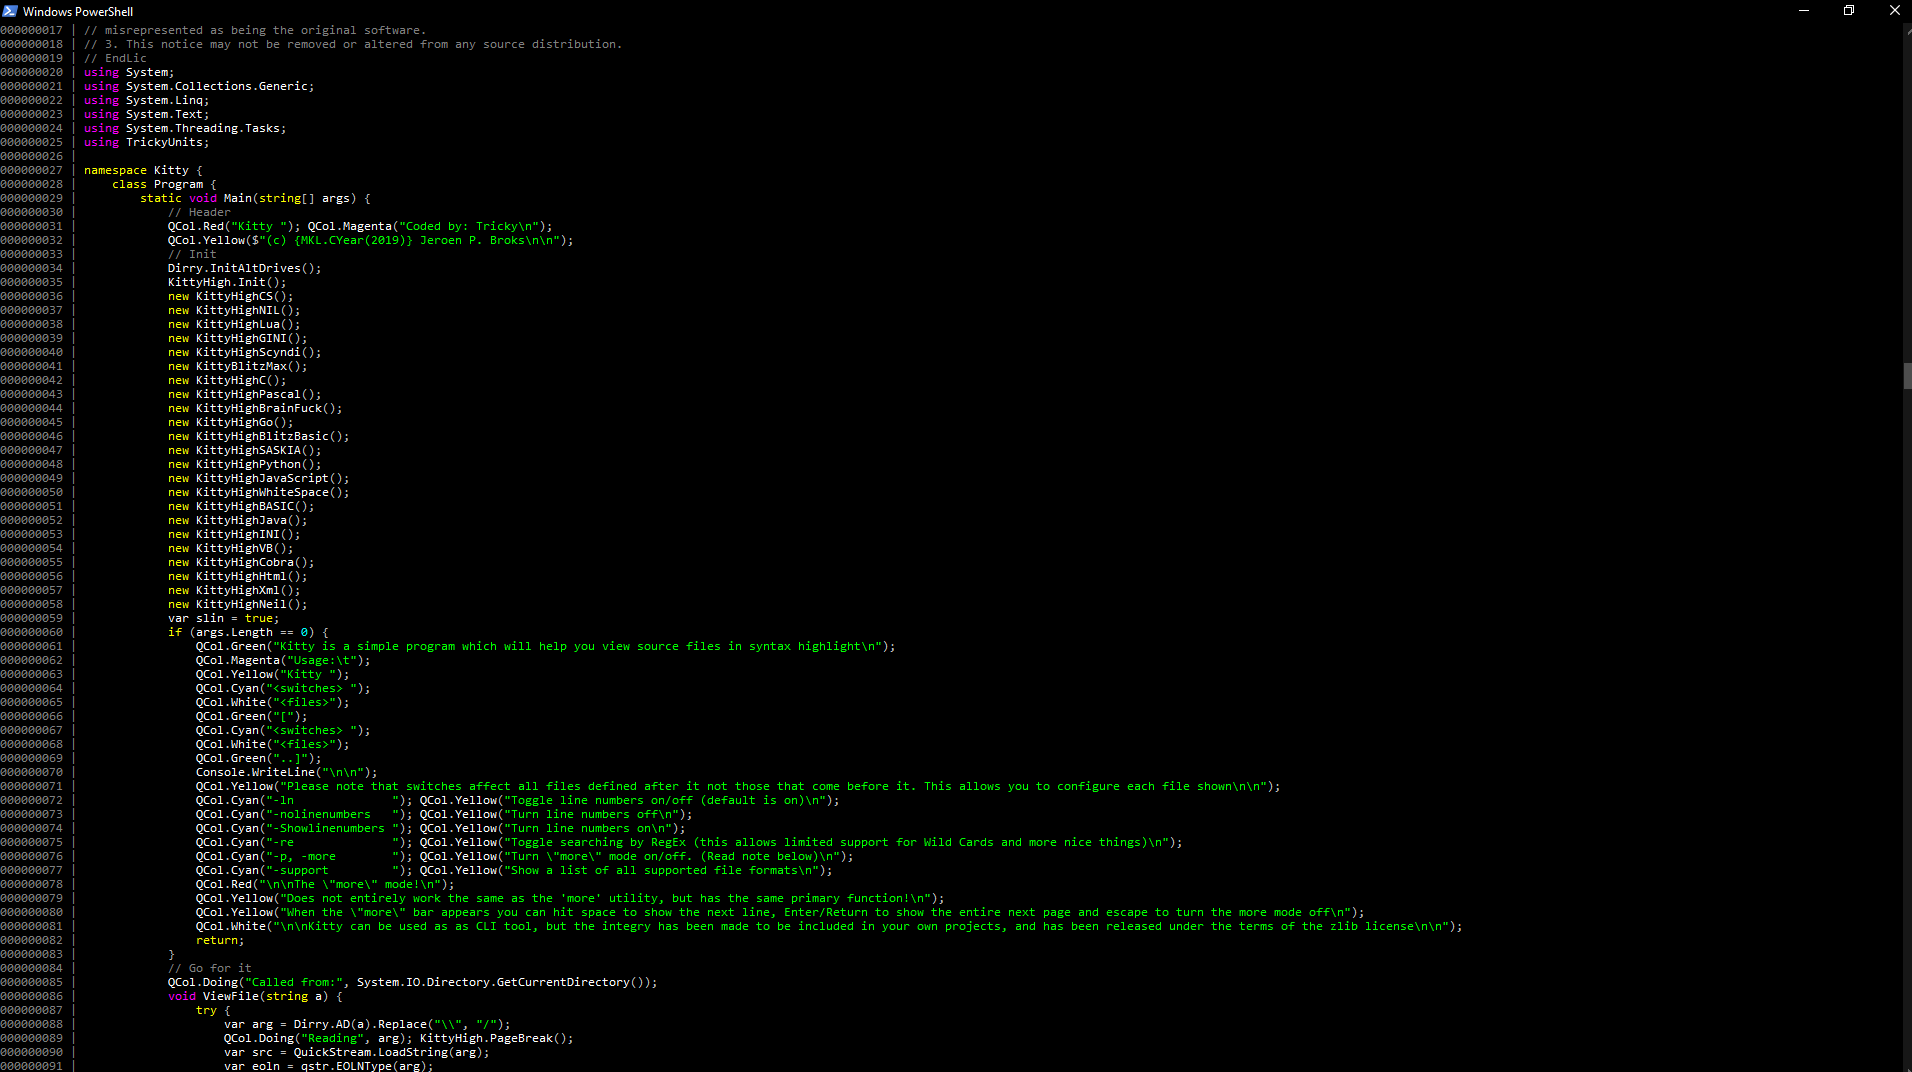 Windows PowerShell
000000017 | // misrepresented as being the original software.
000000018 | // 3. This notice may not be removed or altered from any source distribution.
000000019 | // EndLic
000000020 | using System;
000000021 | using System.Collections.Generic;
000000022 | using System.Linq;
000000023 | using System.Text;
000000024 | using System.Threading.Tasks;
000000025 | using TrickyUnits;
000000026 |
000000027 | namespace Kitty {
000000028 |     class Program {
000000029 |         static void Main(string[] args) {
000000030 |             // Header
000000031 |             QCol.Red("Kitty "); QCol.Magenta("Coded by: Tricky\n");
000000032 |             QCol.Yellow($"(c) {MKL.CYear(2019)} Jeroen P. Broks\n\n");
000000033 |             // Init
000000034 |             Dirry.InitAltDrives();
000000035 |             KittyHigh.Init();
000000036 |             new KittyHighCS();
000000037 |             new KittyHighNIL();
000000038 |             new KittyHighLua();
000000039 |             new KittyHighGINI();
000000040 |             new KittyHighScyndi();
000000041 |             new KittyBlitzMax();
000000042 |             new KittyHighC();
000000043 |             new KittyHighPascal();
000000044 |             new KittyHighBrainFuck();
000000045 |             new KittyHighGo();
000000046 |             new KittyHighBlitzBasic();
000000047 |             new KittyHighSASKIA();
000000048 |             new KittyHighPython();
000000049 |             new KittyHighJavaScript();
000000050 |             new KittyHighWhiteSpace();
000000051 |             new KittyHighBASIC();
000000052 |             new KittyHighJava();
000000053 |             new KittyHighINI();
000000054 |             new KittyHighVB();
000000055 |             new KittyHighCobra();
000000056 |             new KittyHighHtml();
000000057 |             new KittyHighXml();
000000058 |             new KittyHighNeil();
000000059 |             var slin = true;
000000060 |             if (args.Length == 0) {
000000061 |                 QCol.Green("Kitty is a simple program which will help you view source files in syntax highlight\n");
000000062 |                 QCol.Magenta("Usage:\t");
000000063 |                 QCol.Yellow("Kitty ");
000000064 |                 QCol.Cyan("<switches> ");
000000065 |                 QCol.White("<files>");
000000066 |                 QCol.Green("[");
000000067 |                 QCol.Cyan("<switches> ");
000000068 |                 QCol.White("<files>");
000000069 |                 QCol.Green("..]");
000000070 |                 Console.WriteLine("\n\n");
000000071 |                 QCol.Yellow("Please note that switches affect all files defined after it not those that come before it. This allows you to configure each file shown\n\n");
000000072 |                 QCol.Cyan("-ln              "); QCol.Yellow("Toggle line numbers on/off (default is on)\n");
000000073 |                 QCol.Cyan("-nolinenumbers   "); QCol.Yellow("Turn line numbers off\n");
000000074 |                 QCol.Cyan("-Showlinenumbers "); QCol.Yellow("Turn line numbers on\n");
000000075 |                 QCol.Cyan("-re              "); QCol.Yellow("Toggle searching by RegEx (this allows limited support for Wild Cards and more nice things)\n");
000000076 |                 QCol.Cyan("-p, -more        "); QCol.Yellow("Turn \"more\" mode on/off. (Read note below)\n");
000000077 |                 QCol.Cyan("-support         "); QCol.Yellow("Show a list of all supported file formats\n");
000000078 |                 QCol.Red("\n\nThe \"more\" mode!\n");
000000079 |                 QCol.Yellow("Does not entirely work the same as the 'more' utility, but has the same primary function!\n");
000000080 |                 QCol.Yellow("When the \"more\" bar appears you can hit space to show the next line, Enter/Return to show the entire next page and escape to turn the more mode off\n");
000000081 |                 QCol.White("\n\nKitty can be used as as CLI tool, but the integry has been made to be included in your own projects, and has been released under the terms of the zlib license\n\n");
000000082 |                 return;
000000083 |             }
000000084 |             // Go for it
000000085 |             QCol.Doing("Called from:", System.IO.Directory.GetCurrentDirectory());
000000086 |             void ViewFile(string a) {
000000087 |                 try {
000000088 |                     var arg = Dirry.AD(a).Replace("\\", "/");
000000089 |                     QCol.Doing("Reading", arg); KittyHigh.PageBreak();
000000090 |                     var src = QuickStream.LoadString(arg);
000000091 |                     var eoln = qstr.EOLNType(arg);